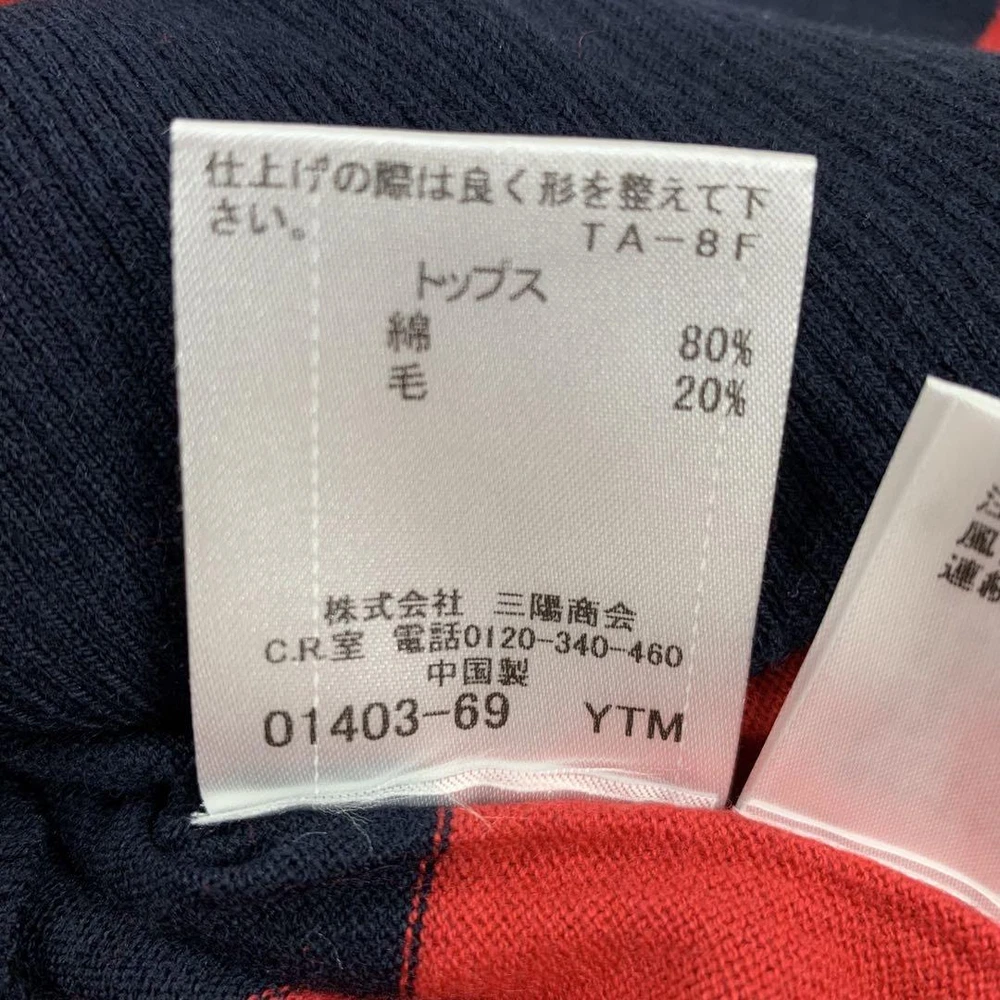 仕上げの際は良く形を整えて下
さい。 TA-8F
トップス
綿 80%
毛 20%
株式会社 三陽商会
C.R.室 電話0120-340-460
中国製
01403-69 YTM
連絡